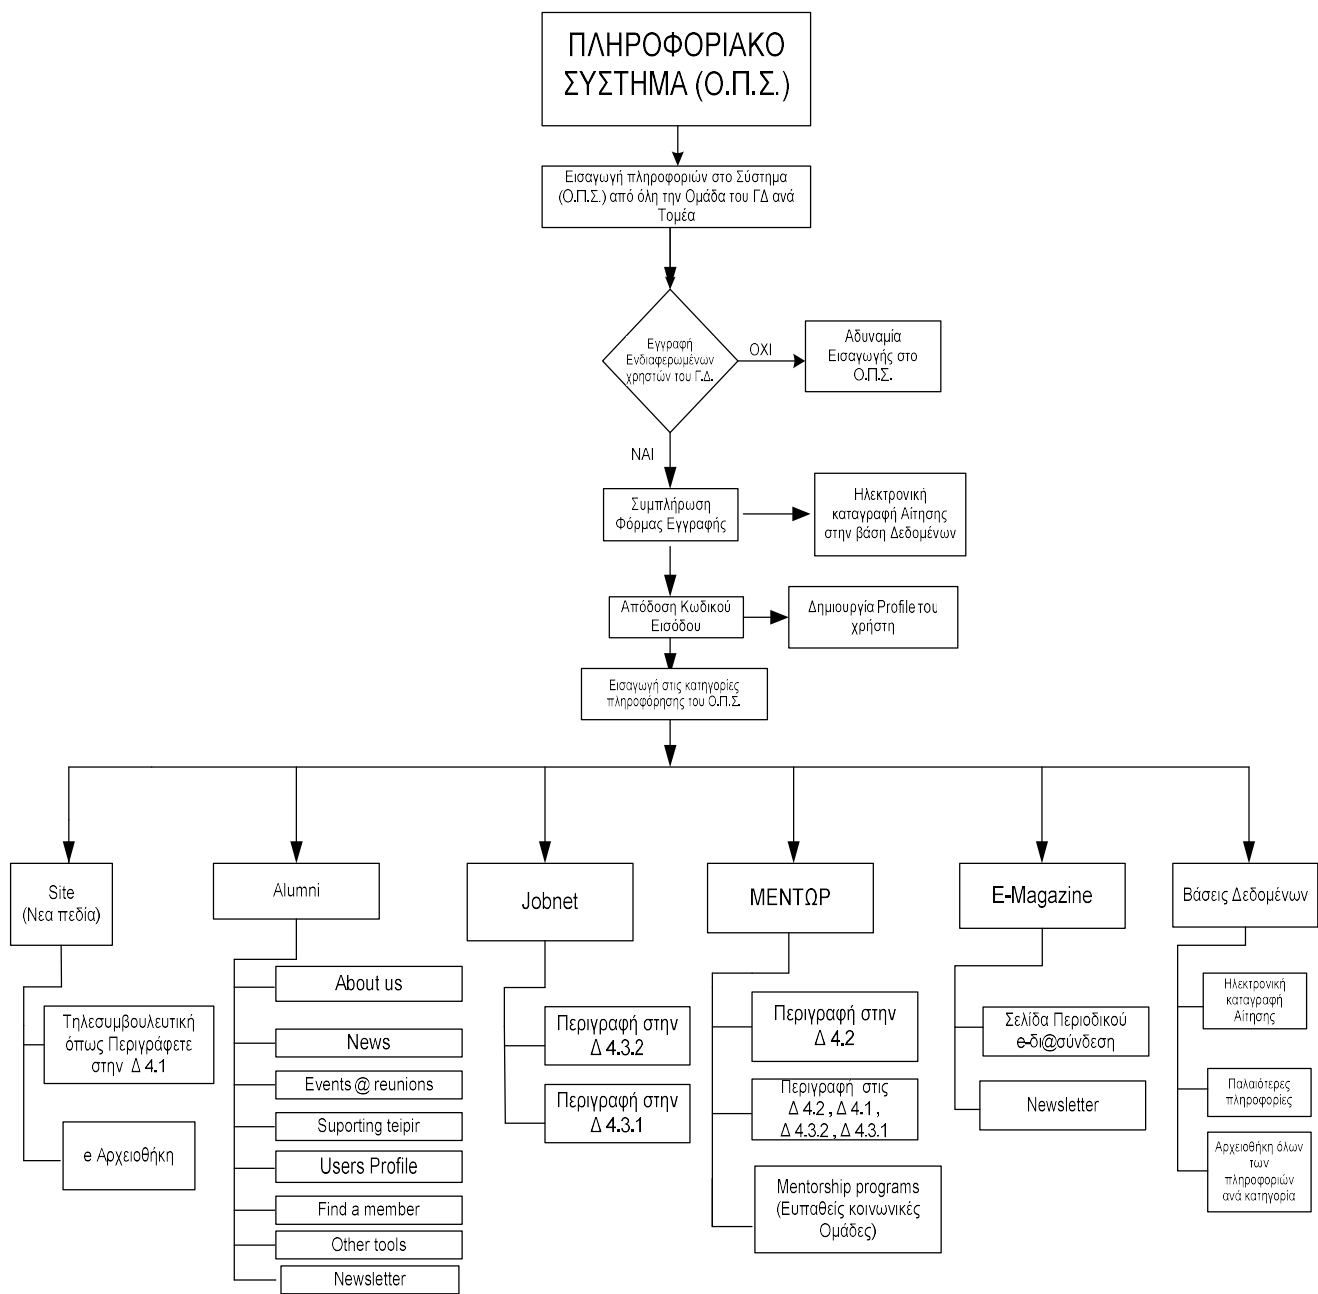 ΠΛΗΡΟΦΟΡΙΑΚΟ
ΣΥΣΤΗΜΑ (Ο.Π.Σ.)
Εισαγωγή πληροφοριών στο Σύστημα
(Ο.Π.Σ.) από όλη την Ομάδα του ΓΔ ανά
Τομέα
Εγγραφή
Ενδιαφερωμένων
χρηστών του Γ.Δ.
ΟΧΙ
Αδυναμία
Εισαγωγής στο
Ο.Π.Σ.
ΝΑΙ
Συμπλήρωση
Φόρμας Εγγραφής
Ηλεκτρονική
καταγραφή Αίτησης
στην βάση Δεδομένων
Απόδοση Κωδικού
Εισόδου
Δημιουργία Profile του
χρήστη
Εισαγωγή στις κατηγορίες
πληροφόρησης του Ο.Π.Σ.
Site
(Νεα πεδία)
Τηλεσυμβουλευτική
όπως Περιγράφετε
στην Δ 4.1
e Αρχειοθήκη
Alumni
About us
News
Events @ reunions
Suporting teipir
Users Profile
Find a member
Other tools
Newsletter
Jobnet
Περιγραφή στην
Δ 4.3.2
Περιγραφή στην
Δ 4.3.1
ΜΕΝΤΩΡ
Περιγραφή στην
Δ 4.2
Περιγραφή στις
Δ 4.2 , Δ 4.1 ,
Δ 4.3.2 , Δ 4.3.1
Mentorship programs
(Ευπαθείς κοινωνικές
Ομάδες)
E-Magazine
Σελίδα Περιοδικού
e-δι@σύνδεση
Newsletter
Βάσεις Δεδομένων
Ηλεκτρονική
καταγραφή
Αίτησης
Παλαιότερες
πληροφορίες
Αρχειοθήκη όλων
των
πληροφοριών
ανά κατηγορία